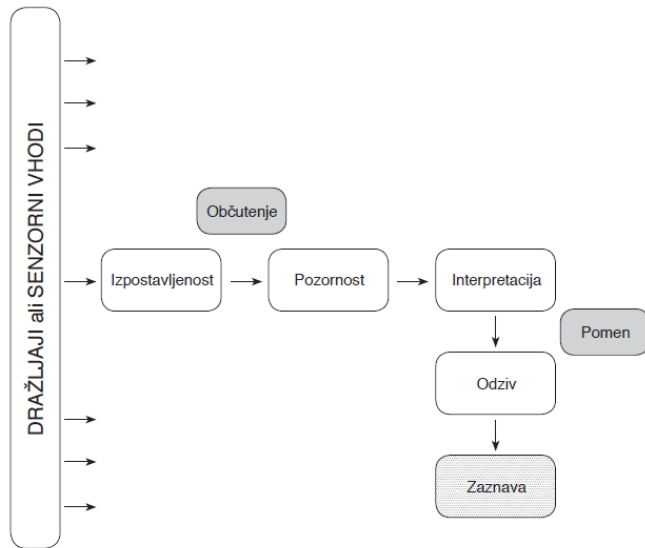 DRAŽLJAJI ali SENZORNI VHODI
Občutenje
Izpostavljenost
Pozornost
Interpretacija
Pomen
Odziv
Zaznava